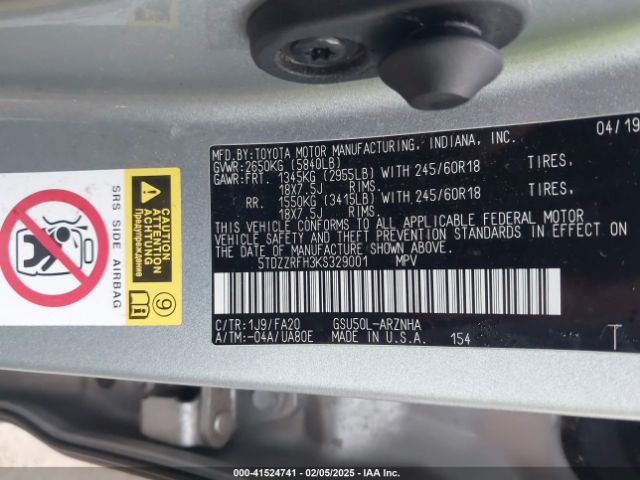 MFD.BY:TOYOTA MOTOR MANUFACTURING, INDIANA, INC. 04/19
GVWR:2650KG (5840LB)
GAWR:FRT. 1345KG (2955LB) WITH 245/60R18 TIRES,
18X7.5J RIMS,
RR. 1550KG (3415LB) WITH 245/60R18 TIRES,
18X7.5J RIMS.
THIS VEHICLE CONFORMS TO ALL APPLICABLE FEDERAL MOTOR
VEHICLE SAFETY AND THEFT PREVENTION STANDARDS IN EFFECT ON
THE DATE OF MANUFACTURE SHOWN ABOVE.
5TDZZRFH3KS329001 MPV
C/TR:1J9/FA20 GSU50L-ARZNHA
A/TM:-04A/UA80E MADE IN U.S.A. 154
T
SRS SIDE AIRBAG
ATTENTION
ACHTUNG
Предупреждение
9
000-41524741 - 02/05/2025 - IAA Inc.